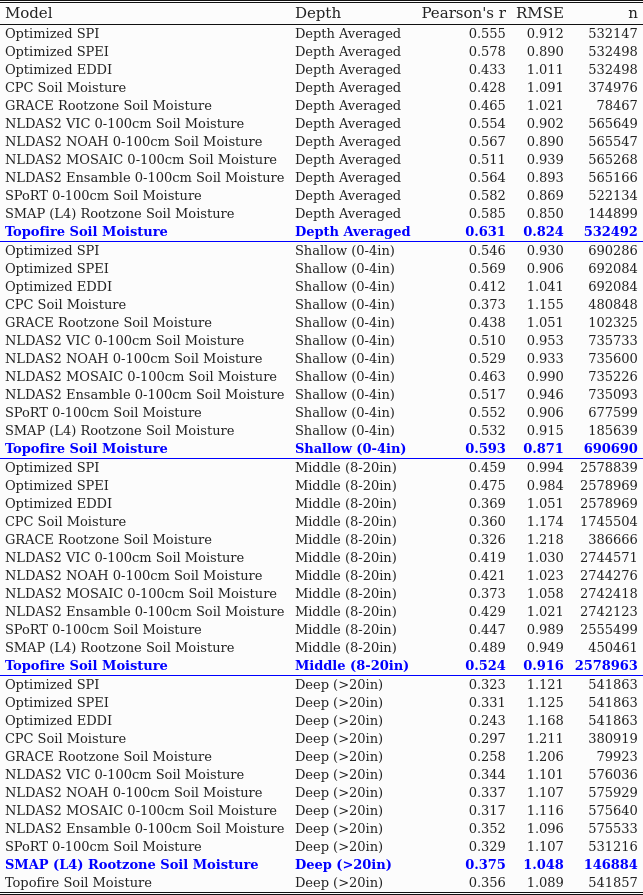 Model Depth Pearson's r RMSE n
Optimized SPI Depth Averaged 0.555 0.912 532147
Optimized SPEI Depth Averaged 0.578 0.890 532498
Optimized EDDI Depth Averaged 0.433 1.011 532498
CPC Soil Moisture Depth Averaged 0.428 1.091 374976
GRACE Rootzone Soil Moisture Depth Averaged 0.465 1.021 78467
NLDAS2 VIC 0-100cm Soil Moisture Depth Averaged 0.554 0.902 565649
NLDAS2 NOAH 0-100cm Soil Moisture Depth Averaged 0.567 0.890 565547
NLDAS2 MOSAIC 0-100cm Soil Moisture Depth Averaged 0.511 0.939 565268
NLDAS2 Ensamble 0-100cm Soil Moisture Depth Averaged 0.564 0.893 565166
SPoRT 0-100cm Soil Moisture Depth Averaged 0.582 0.869 522134
SMAP (L4) Rootzone Soil Moisture Depth Averaged 0.585 0.850 144899
Topofire Soil Moisture Depth Averaged 0.631 0.824 532492
Optimized SPI Shallow (0-4in) 0.546 0.930 690286
Optimized SPEI Shallow (0-4in) 0.569 0.906 692084
Optimized EDDI Shallow (0-4in) 0.412 1.041 692084
CPC Soil Moisture Shallow (0-4in) 0.373 1.155 480848
GRACE Rootzone Soil Moisture Shallow (0-4in) 0.438 1.051 102325
NLDAS2 VIC 0-100cm Soil Moisture Shallow (0-4in) 0.510 0.953 735733
NLDAS2 NOAH 0-100cm Soil Moisture Shallow (0-4in) 0.529 0.933 735600
NLDAS2 MOSAIC 0-100cm Soil Moisture Shallow (0-4in) 0.463 0.990 735226
NLDAS2 Ensamble 0-100cm Soil Moisture Shallow (0-4in) 0.517 0.946 735093
SPoRT 0-100cm Soil Moisture Shallow (0-4in) 0.552 0.906 677599
SMAP (L4) Rootzone Soil Moisture Shallow (0-4in) 0.532 0.915 185639
Topofire Soil Moisture Shallow (0-4in) 0.593 0.871 690690
Optimized SPI Middle (8-20in) 0.459 0.994 2578839
Optimized SPEI Middle (8-20in) 0.475 0.984 2578969
Optimized EDDI Middle (8-20in) 0.369 1.051 2578969
CPC Soil Moisture Middle (8-20in) 0.360 1.174 1745504
GRACE Rootzone Soil Moisture Middle (8-20in) 0.326 1.218 386666
NLDAS2 VIC 0-100cm Soil Moisture Middle (8-20in) 0.419 1.030 2744571
NLDAS2 NOAH 0-100cm Soil Moisture Middle (8-20in) 0.421 1.023 2744276
NLDAS2 MOSAIC 0-100cm Soil Moisture Middle (8-20in) 0.373 1.058 2742418
NLDAS2 Ensamble 0-100cm Soil Moisture Middle (8-20in) 0.429 1.021 2742123
SPoRT 0-100cm Soil Moisture Middle (8-20in) 0.447 0.989 2555499
SMAP (L4) Rootzone Soil Moisture Middle (8-20in) 0.489 0.949 450461
Topofire Soil Moisture Middle (8-20in) 0.524 0.916 2578963
Optimized SPI Deep (>20in) 0.323 1.121 541863
Optimized SPEI Deep (>20in) 0.331 1.125 541863
Optimized EDDI Deep (>20in) 0.243 1.168 541863
CPC Soil Moisture Deep (>20in) 0.297 1.211 380919
GRACE Rootzone Soil Moisture Deep (>20in) 0.258 1.206 79923
NLDAS2 VIC 0-100cm Soil Moisture Deep (>20in) 0.344 1.101 576036
NLDAS2 NOAH 0-100cm Soil Moisture Deep (>20in) 0.337 1.107 575929
NLDAS2 MOSAIC 0-100cm Soil Moisture Deep (>20in) 0.317 1.116 575640
NLDAS2 Ensamble 0-100cm Soil Moisture Deep (>20in) 0.352 1.096 575533
SPoRT 0-100cm Soil Moisture Deep (>20in) 0.329 1.107 531216
SMAP (L4) Rootzone Soil Moisture Deep (>20in) 0.375 1.048 146884
Topofire Soil Moisture Deep (>20in) 0.356 1.089 541857